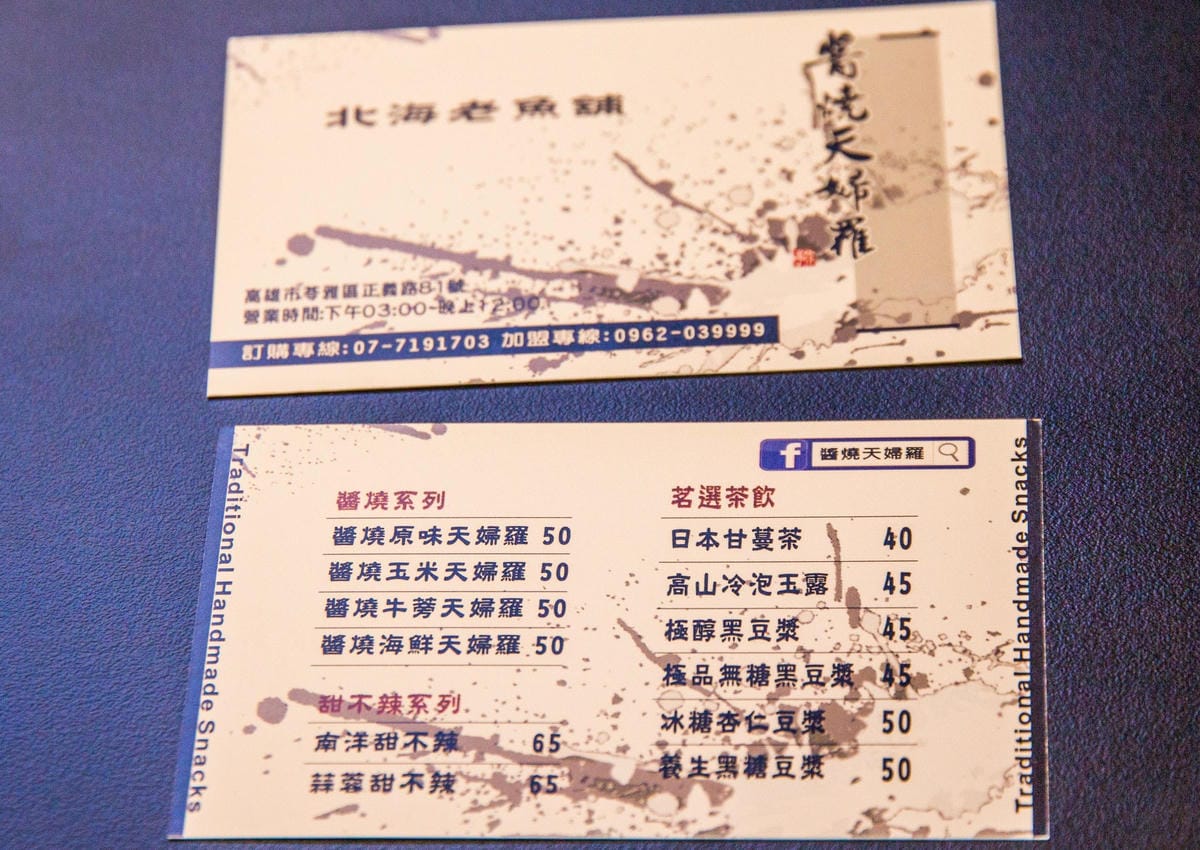 北海老魚舖
醬燒天婦羅
高雄市苓雅區正義路81號
營業時間:下午03:00-晚上12:00
訂購專線:07-7191703 加盟專線:0962-039999
Traditional Handmade Snacks
醬燒天婦羅
醬燒系列
醬燒原味天婦羅 50
醬燒玉米天婦羅 50
醬燒牛蒡天婦羅 50
醬燒海鮮天婦羅 50
甜不辣系列
南洋甜不辣 65
蒜蓉甜不辣 65
茗選茶飲
日本甘蔓茶 40
高山冷泡玉露 45
極醇黑豆漿 45
極品無糖黑豆漿 45
冰糖杏仁豆漿 50
養生黑糖豆漿 50
Traditional Handmade Snacks